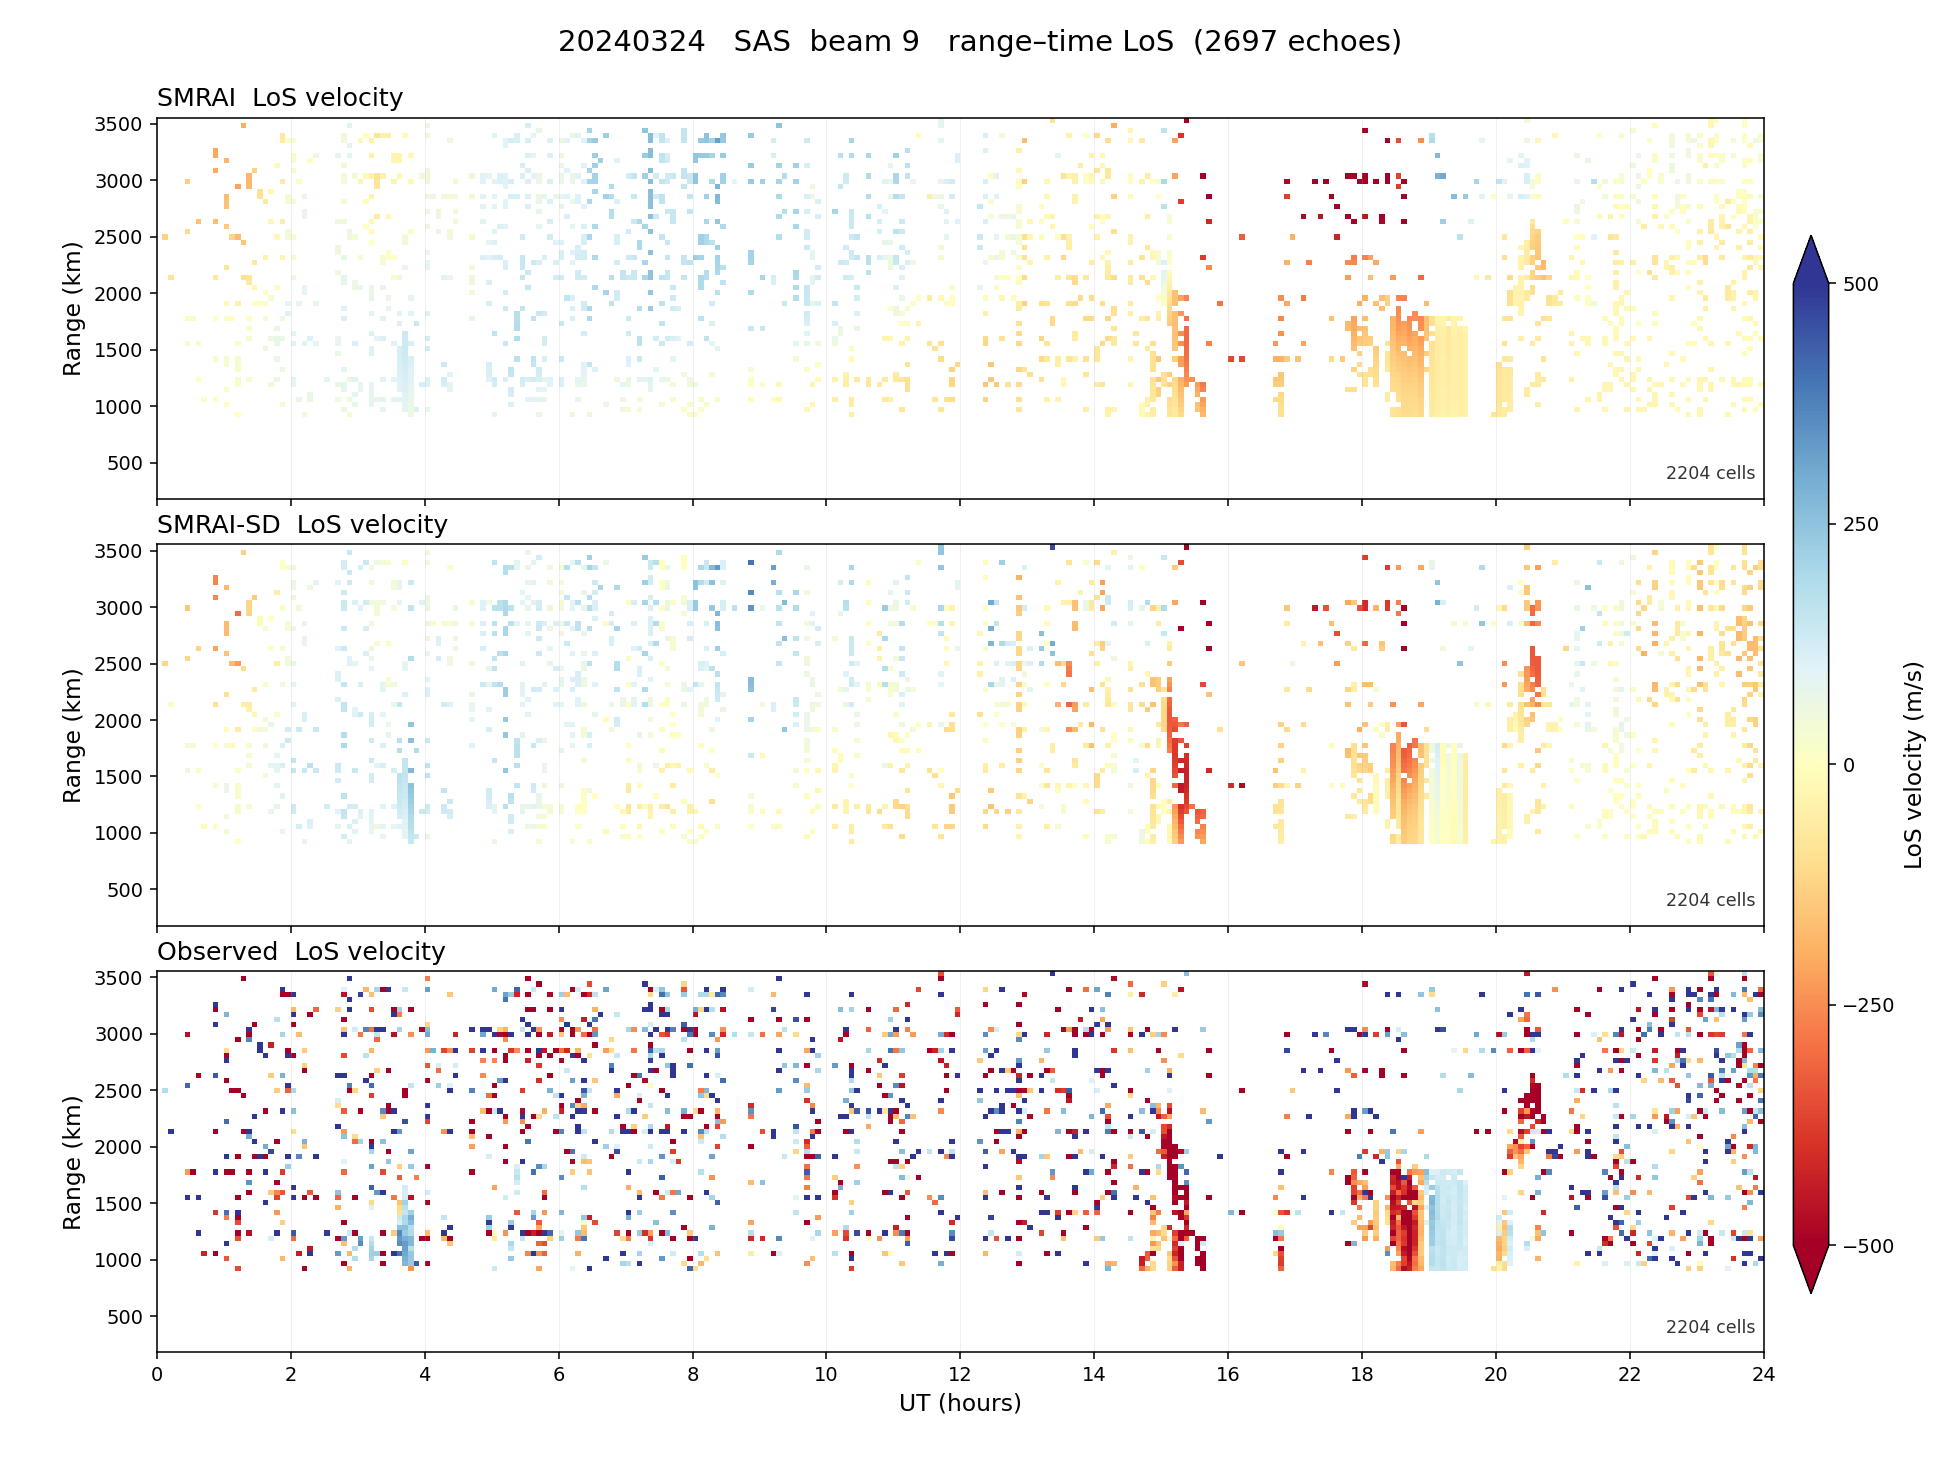 20240324   SAS  beam 9   range–time LoS  (2697 echoes)
SMRAI  LoS velocity
3500
3000
2500
2000
1500
1000
500
Range (km)
2204 cells
SMRAI-SD  LoS velocity
3500
3000
2500
2000
1500
1000
500
Range (km)
2204 cells
Observed  LoS velocity
3500
3000
2500
2000
1500
1000
500
Range (km)
2204 cells
0 2 4 6 8 10 12 14 16 18 20 22 24
UT (hours)
500
250
0
−250
−500
LoS velocity (m/s)